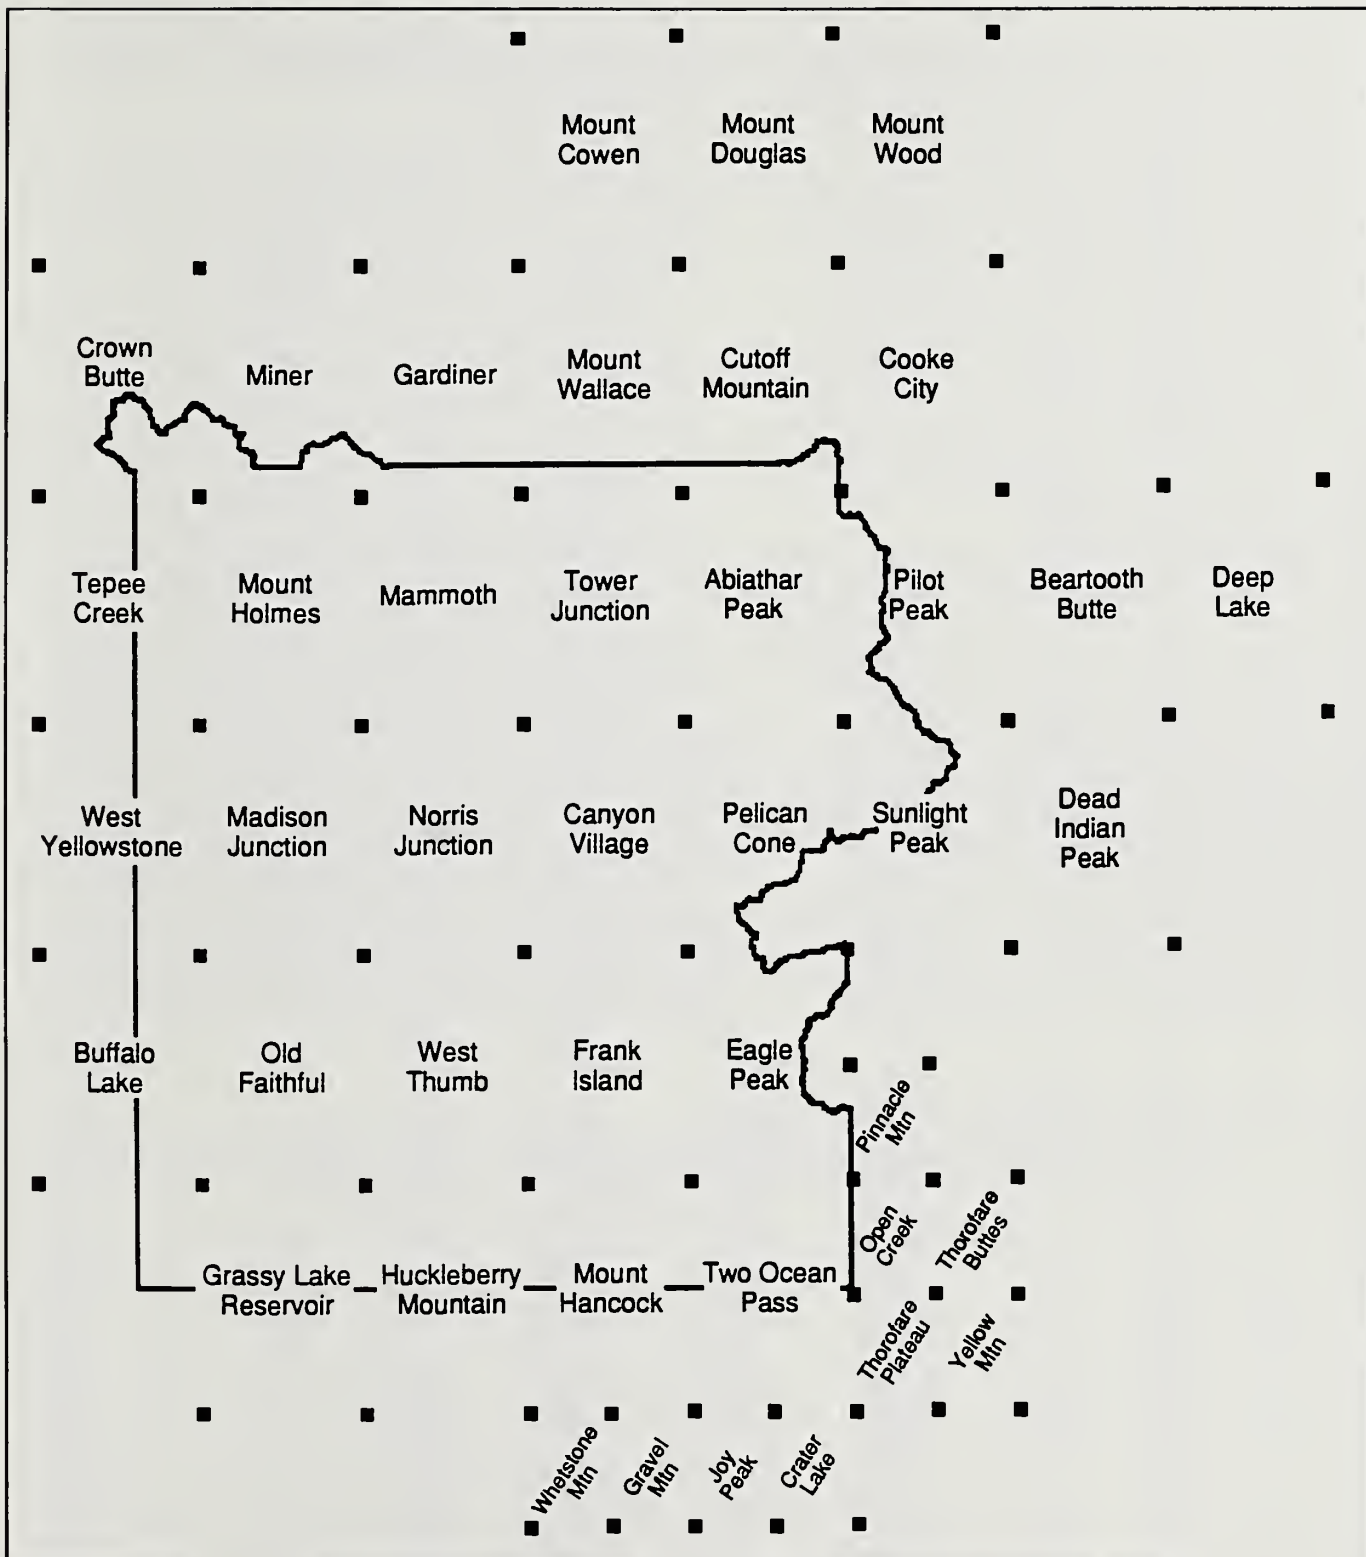 Mount
Cowen
Mount
Douglas
Mount
Wood
Crown
Butte
Miner
Gardiner
Mount
Wallace
Cutoff
Mountain
Cooke
City
Tepee
Creek
Mount
Holmes
Mammoth
Tower
Junction
Abiathar
Peak
Pilot
Peak
Beartooth
Butte
Deep
Lake
West
Yellowstone
Madison
Junction
Norris
Junction
Canyon
Village
Pelican
Cone
Sunlight
Peak
Dead
Indian
Peak
Buffalo
Lake
Old
Faithful
West
Thumb
Frank
Island
Eagle
Peak
Pinnacle
Mtn
Open
Creek
Thorofare
Buttes
Grassy Lake
Reservoir
Huckleberry
Mountain
Mount
Hancock
Two Ocean
Pass
Thorofare
Plateau
Yellow
Mtn
Whetstone
Mtn
Gravel
Mtn
Joy
Peak
Crater
Lake